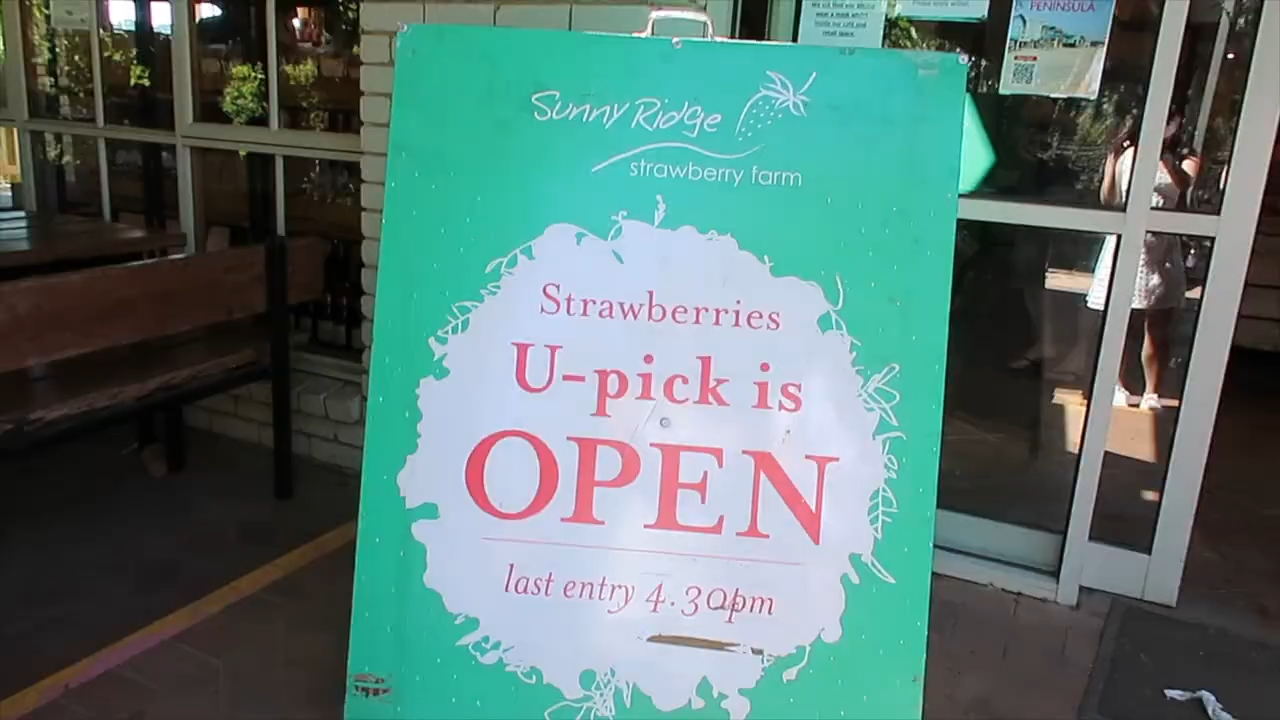 PENINSULA
Sunny Ridge
strawberry farm
Strawberries
U-pick is
OPEN
last entry 4.30pm